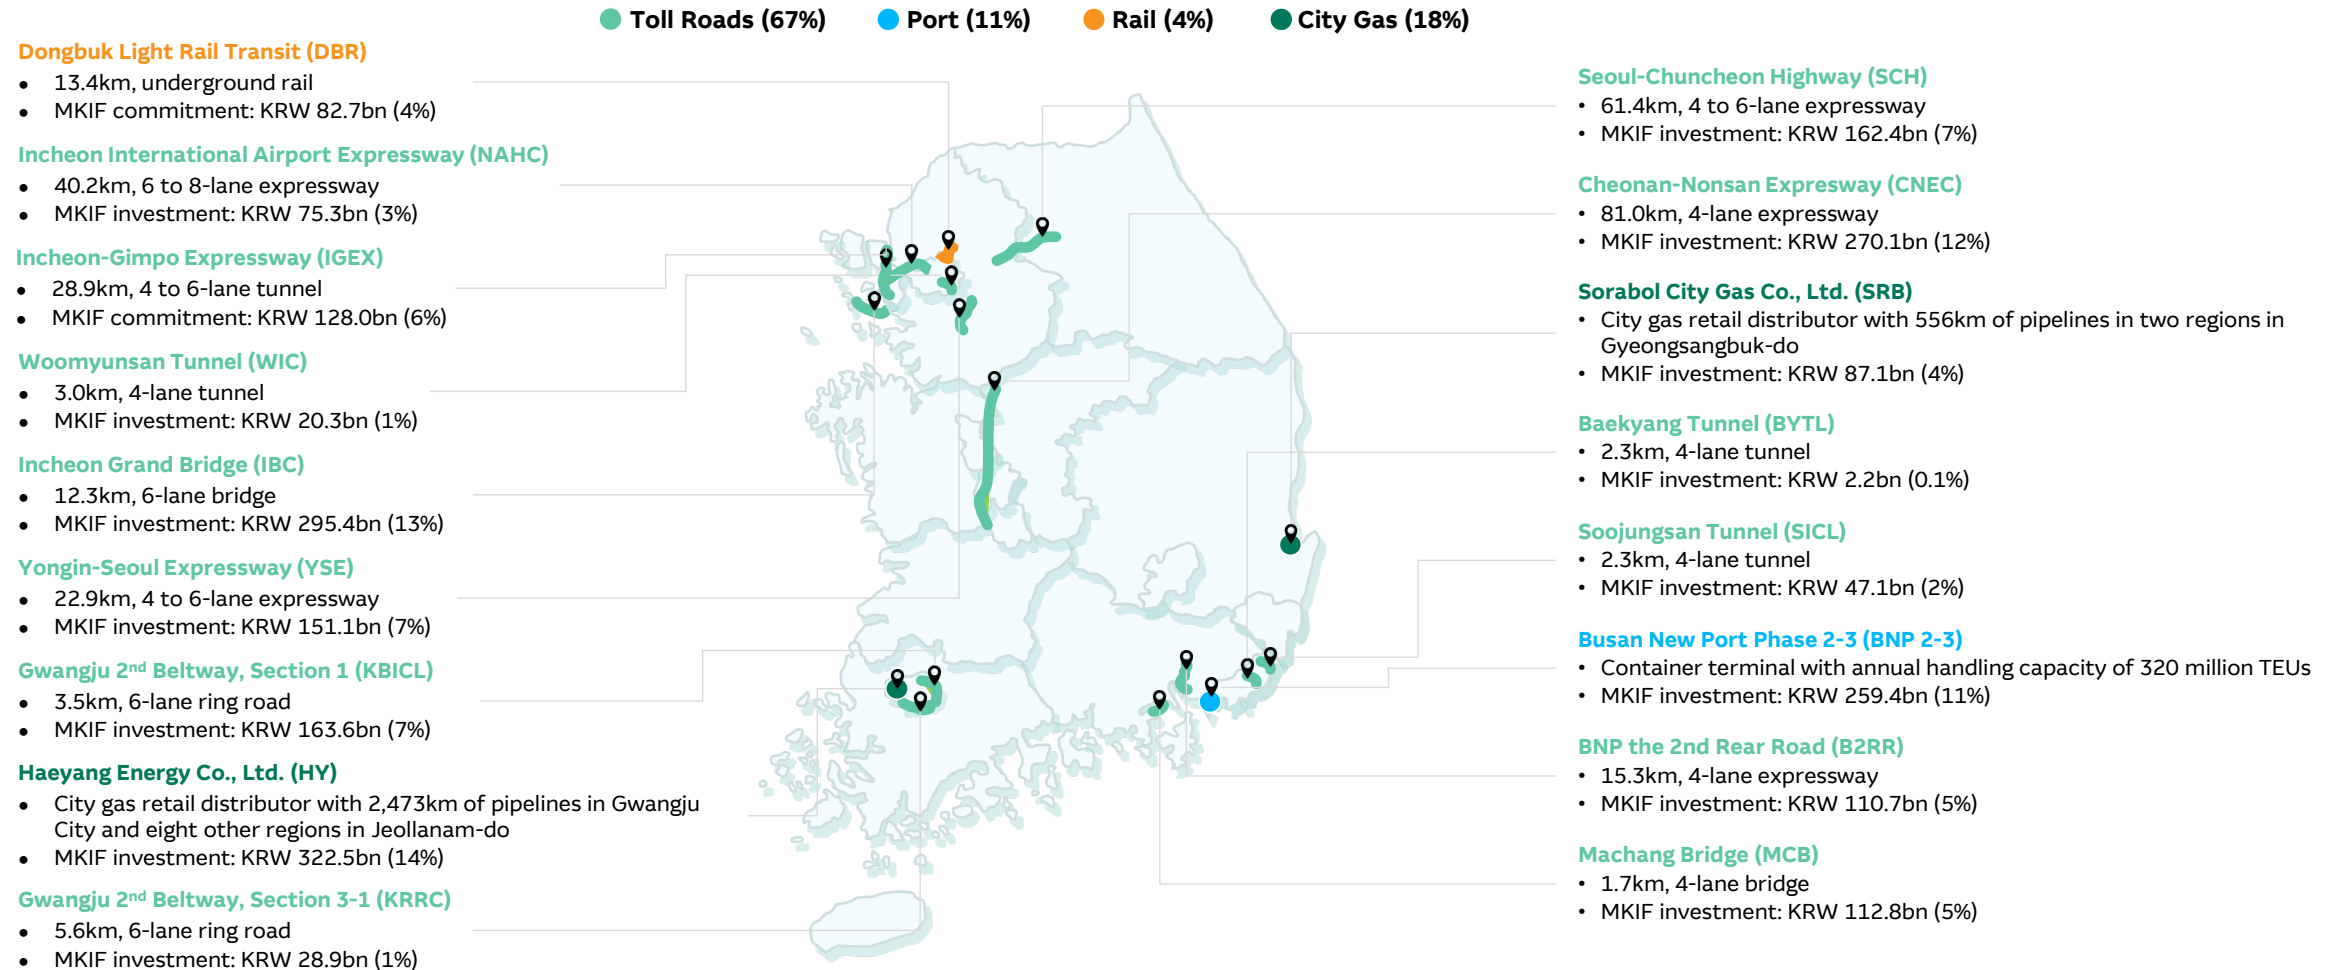 Toll Roads (67%)
Port (11%)
Rail (4%)
City Gas (18%)
Dongbuk Light Rail Transit (DBR)
• 13.4km, underground rail
• MKIF commitment: KRW 82.7bn (4%)
Incheon International Airport Expressway (NAHC)
• 40.2km, 6 to 8-lane expressway
• MKIF investment: KRW 75.3bn (3%)
Incheon-Gimpo Expressway (IGEX)
• 28.9km, 4 to 6-lane tunnel
• MKIF commitment: KRW 128.0bn (6%)
Woomyunsan Tunnel (WIC)
• 3.0km, 4-lane tunnel
• MKIF investment: KRW 20.3bn (1%)
Incheon Grand Bridge (IBC)
• 12.3km, 6-lane bridge
• MKIF investment: KRW 295.4bn (13%)
Yongin-Seoul Expressway (YSE)
• 22.9km, 4 to 6-lane expressway
• MKIF investment: KRW 151.1bn (7%)
Gwangju 2nd Beltway, Section 1 (KBICL)
• 3.5km, 6-lane ring road
• MKIF investment: KRW 163.6bn (7%)
Haeyang Energy Co., Ltd. (HY)
• City gas retail distributor with 2,473km of pipelines in Gwangju
City and eight other regions in Jeollanam-do
• MKIF investment: KRW 322.5bn (14%)
Gwangju 2nd Beltway, Section 3-1 (KRRC)
• 5.6km, 6-lane ring road
• MKIF investment: KRW 28.9bn (1%)
Seoul-Chuncheon Highway (SCH)
• 61.4km, 4 to 6-lane expressway
• MKIF investment: KRW 162.4bn (7%)
Cheonan-Nonsan Expresway (CNEC)
• 81.0km, 4-lane expressway
• MKIF investment: KRW 270.1bn (12%)
Sorabol City Gas Co., Ltd. (SRB)
• City gas retail distributor with 556km of pipelines in two regions in
Gyeongsangbuk-do
• MKIF investment: KRW 87.1bn (4%)
Baekyang Tunnel (BYTL)
• 2.3km, 4-lane tunnel
• MKIF investment: KRW 2.2bn (0.1%)
Soojungsan Tunnel (SICL)
• 2.3km, 4-lane tunnel
• MKIF investment: KRW 47.1bn (2%)
Busan New Port Phase 2-3 (BNP 2-3)
• Container terminal with annual handling capacity of 320 million TEUs
• MKIF investment: KRW 259.4bn (11%)
BNP the 2nd Rear Road (B2RR)
• 15.3km, 4-lane expressway
• MKIF investment: KRW 110.7bn (5%)
Machang Bridge (MCB)
• 1.7km, 4-lane bridge
• MKIF investment: KRW 112.8bn (5%)